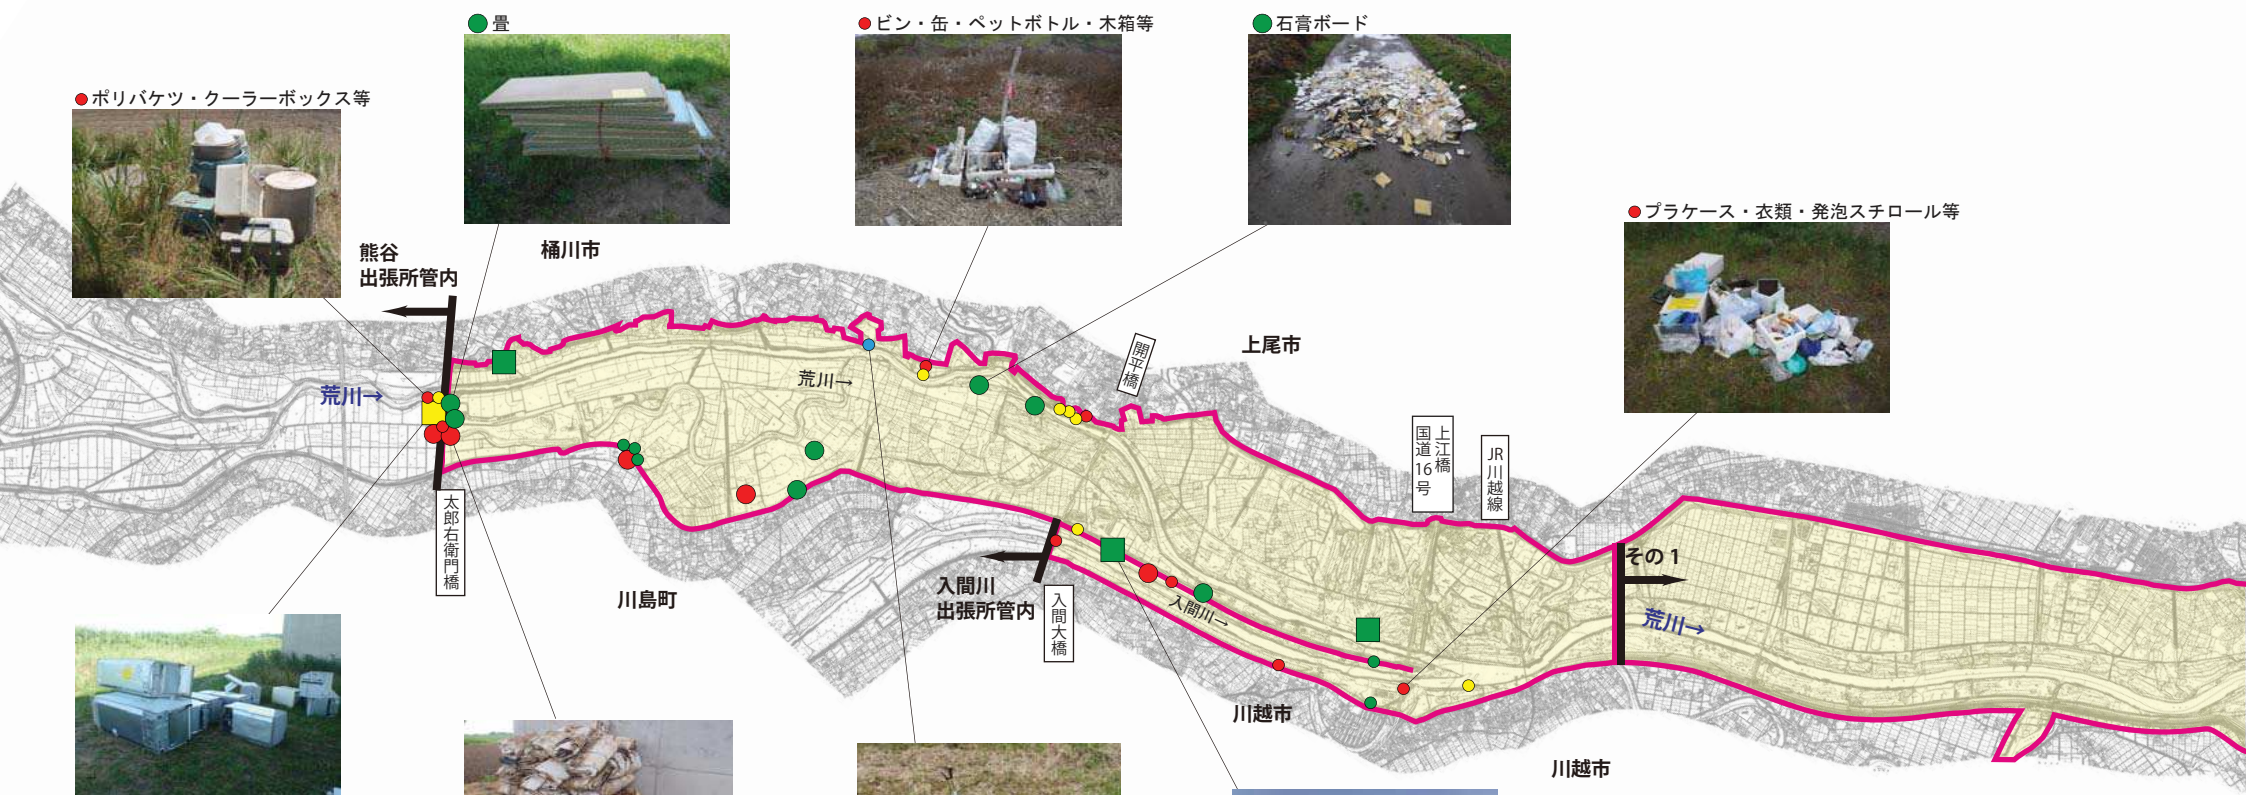 畳
ビン・缶・ペットボトル・木箱等
石膏ボード
ポリバケツ・クーラーボックス等
プラケース・衣類・発泡スチロール等
熊谷
出張所管内
桶川市
荒川→
荒川→
開平橋
上尾市
上江橋
国道16号
JR川越線
太郎右衛門橋
川島町
入間川
出張所管内
入間大橋
入間川→
その1
荒川→
川越市
川越市